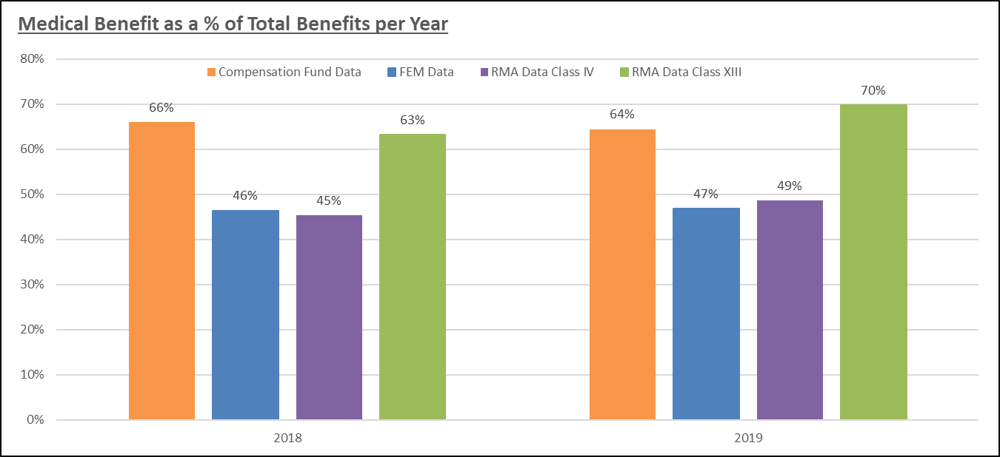 Medical Benefit as a % of Total Benefits per Year
80%
Compensation Fund Data FEM Data RMA Data Class IV RMA Data Class XIII
70%
66% 63% 64% 70%
60%
50%
46% 45% 47% 49%
40%
30%
20%
10%
0%
2018 2019